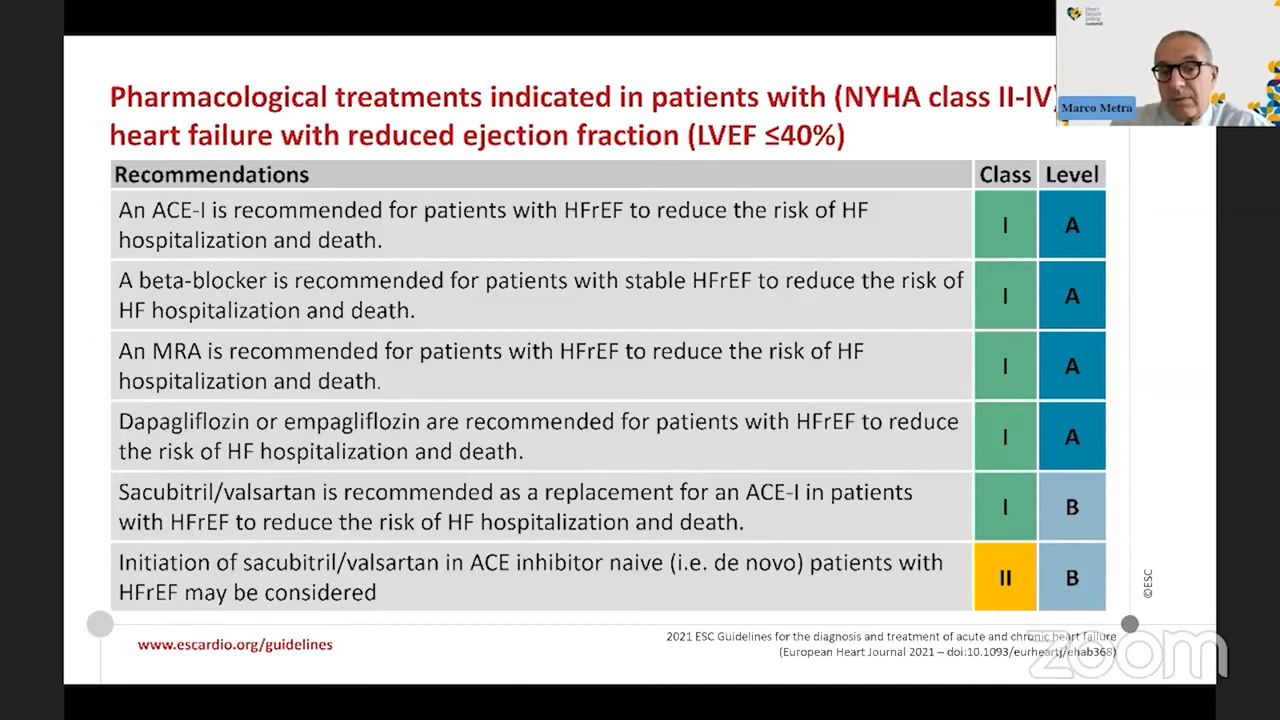 Heart
failure
policy
summit
Marco Metra
Pharmacological treatments indicated in patients with (NYHA class II-IV)
heart failure with reduced ejection fraction (LVEF ≤40%)
Recommendations Class Level
An ACE-I is recommended for patients with HFrEF to reduce the risk of HF
hospitalization and death.
I A
A beta-blocker is recommended for patients with stable HFrEF to reduce the risk of
HF hospitalization and death.
I A
An MRA is recommended for patients with HFrEF to reduce the risk of HF
hospitalization and death.
I A
Dapagliflozin or empagliflozin are recommended for patients with HFrEF to reduce
the risk of HF hospitalization and death.
I A
Sacubitril/valsartan is recommended as a replacement for an ACE-I in patients
with HFrEF to reduce the risk of HF hospitalization and death.
I B
Initiation of sacubitril/valsartan in ACE inhibitor naive (i.e. de novo) patients with
HFrEF may be considered
II B
©ESC
www.escardio.org/guidelines
2021 ESC Guidelines for the diagnosis and treatment of acute and chronic heart failure
(European Heart Journal 2021 – doi:10.1093/eurheartj/ehab368)
zoom